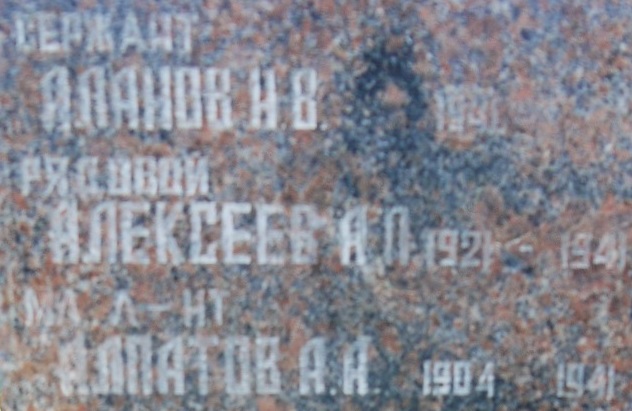 СЕРЖАНТ
АЛАНОВ Н.В. 1941
РЯДОВОЙ
АЛЕКСЕЕВ А.П. 1921 - 1941
МЛ. Л-НТ
АЛПАТОВ А.И. 1904 - 1941